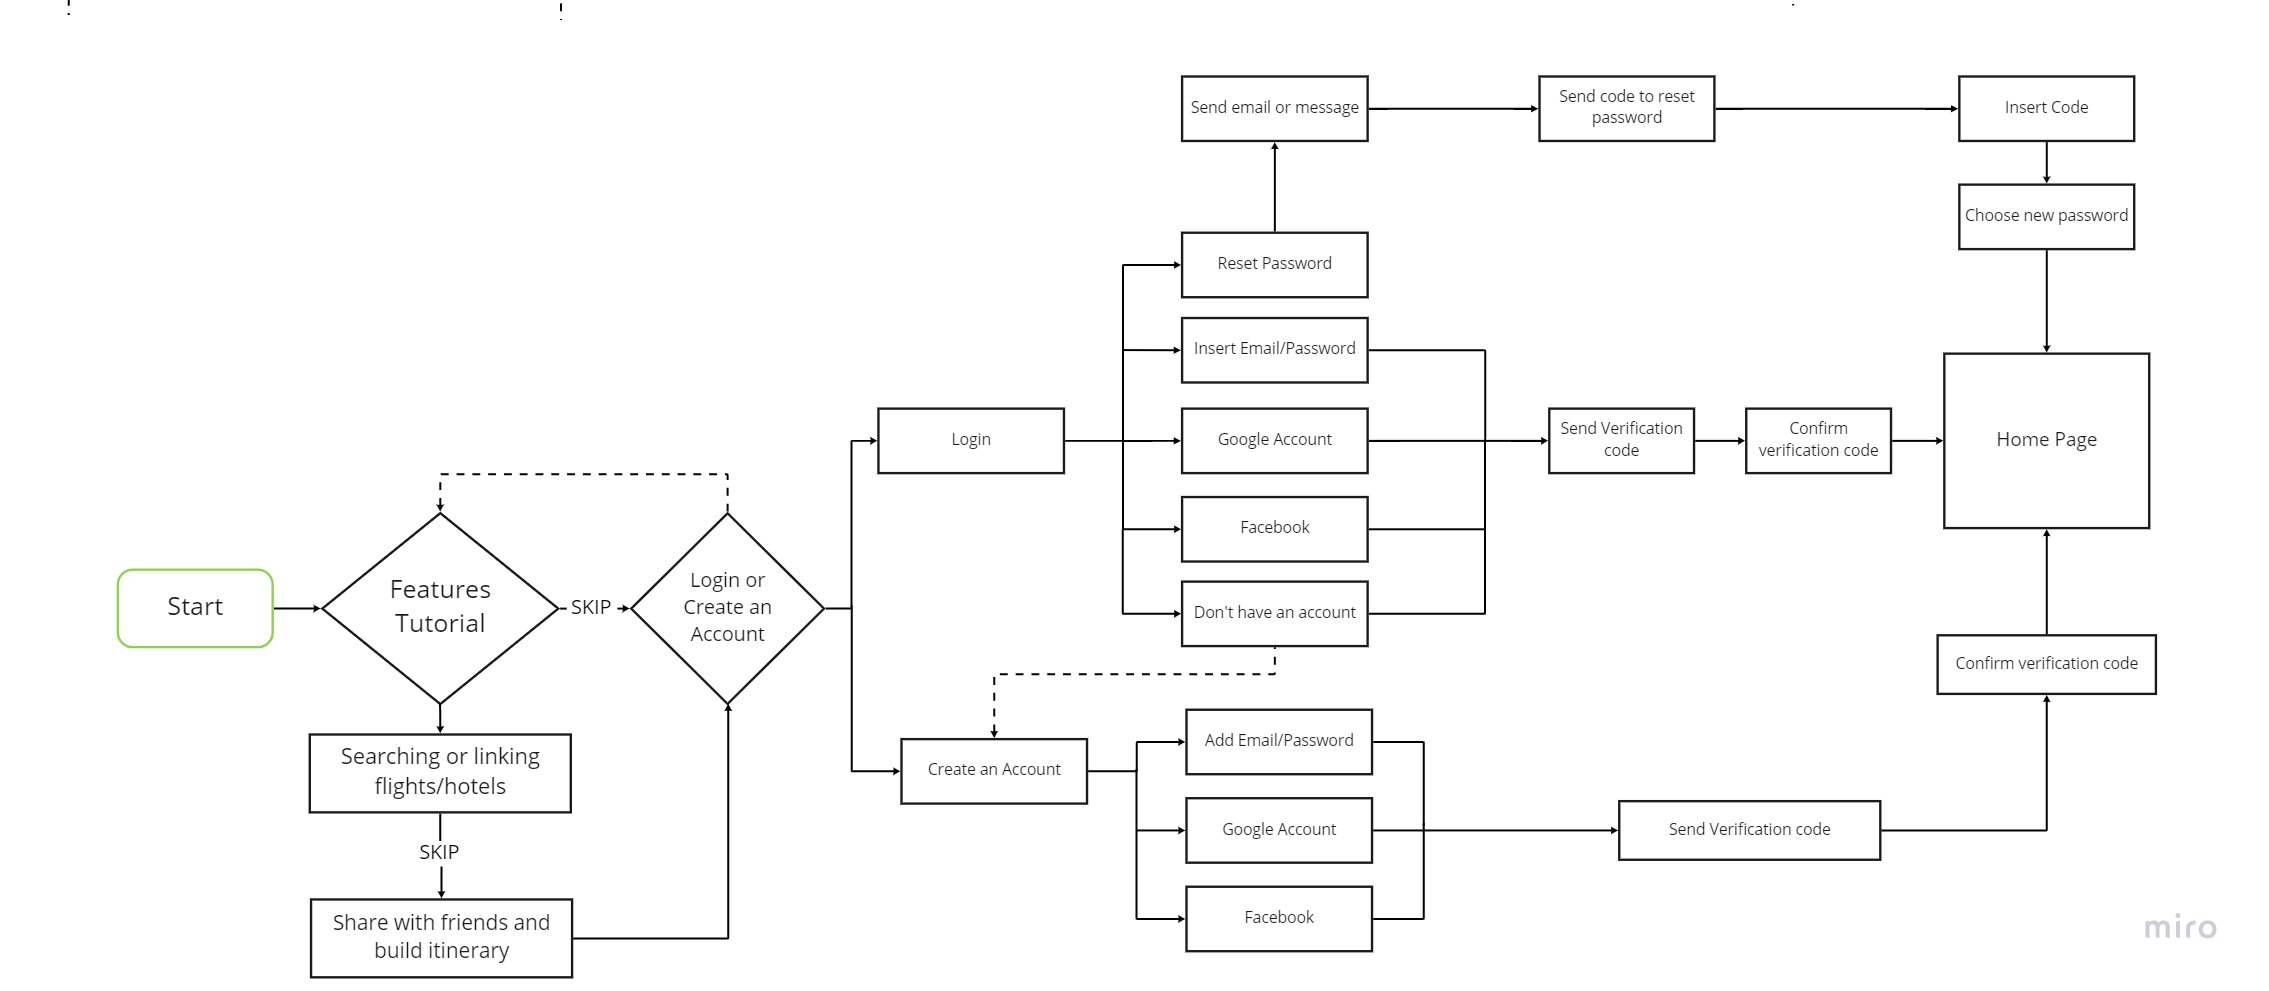 Send email or message
Send code to reset
password
Insert Code
Choose new password
Reset Password
Insert Email/Password
Login
Google Account
Send Verification
code
Confirm
verification code
Home Page
Facebook
Start
Features
Tutorial
SKIP
Login or
Create an
Account
Don't have an account
Confirm verification code
Searching or linking
flights/hotels
SKIP
Share with friends and
build itinerary
Create an Account
Add Email/Password
Google Account
Facebook
Send Verification code
miro